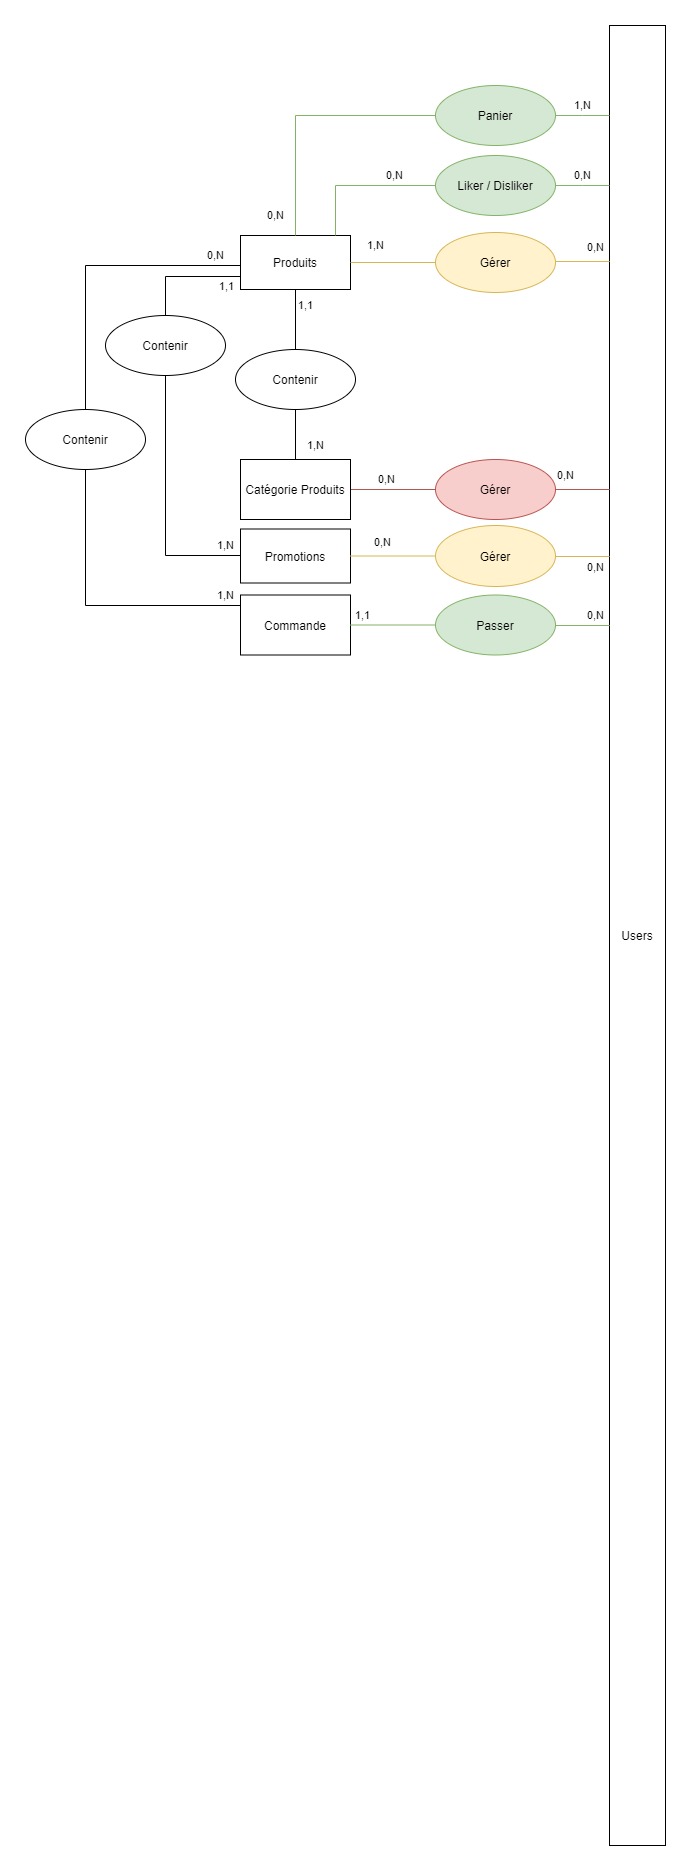 1,N
Panier
0,N
0,N
Liker / Disliker
0,N
1,N
0,N
0,N
Produits
Gérer
1,1
1,1
Contenir
Contenir
Contenir
1,N
0,N
0,N
Catégorie Produits
Gérer
0,N
1,N
Promotions
Gérer
0,N
1,N
1,1
0,N
Commande
Passer
Users